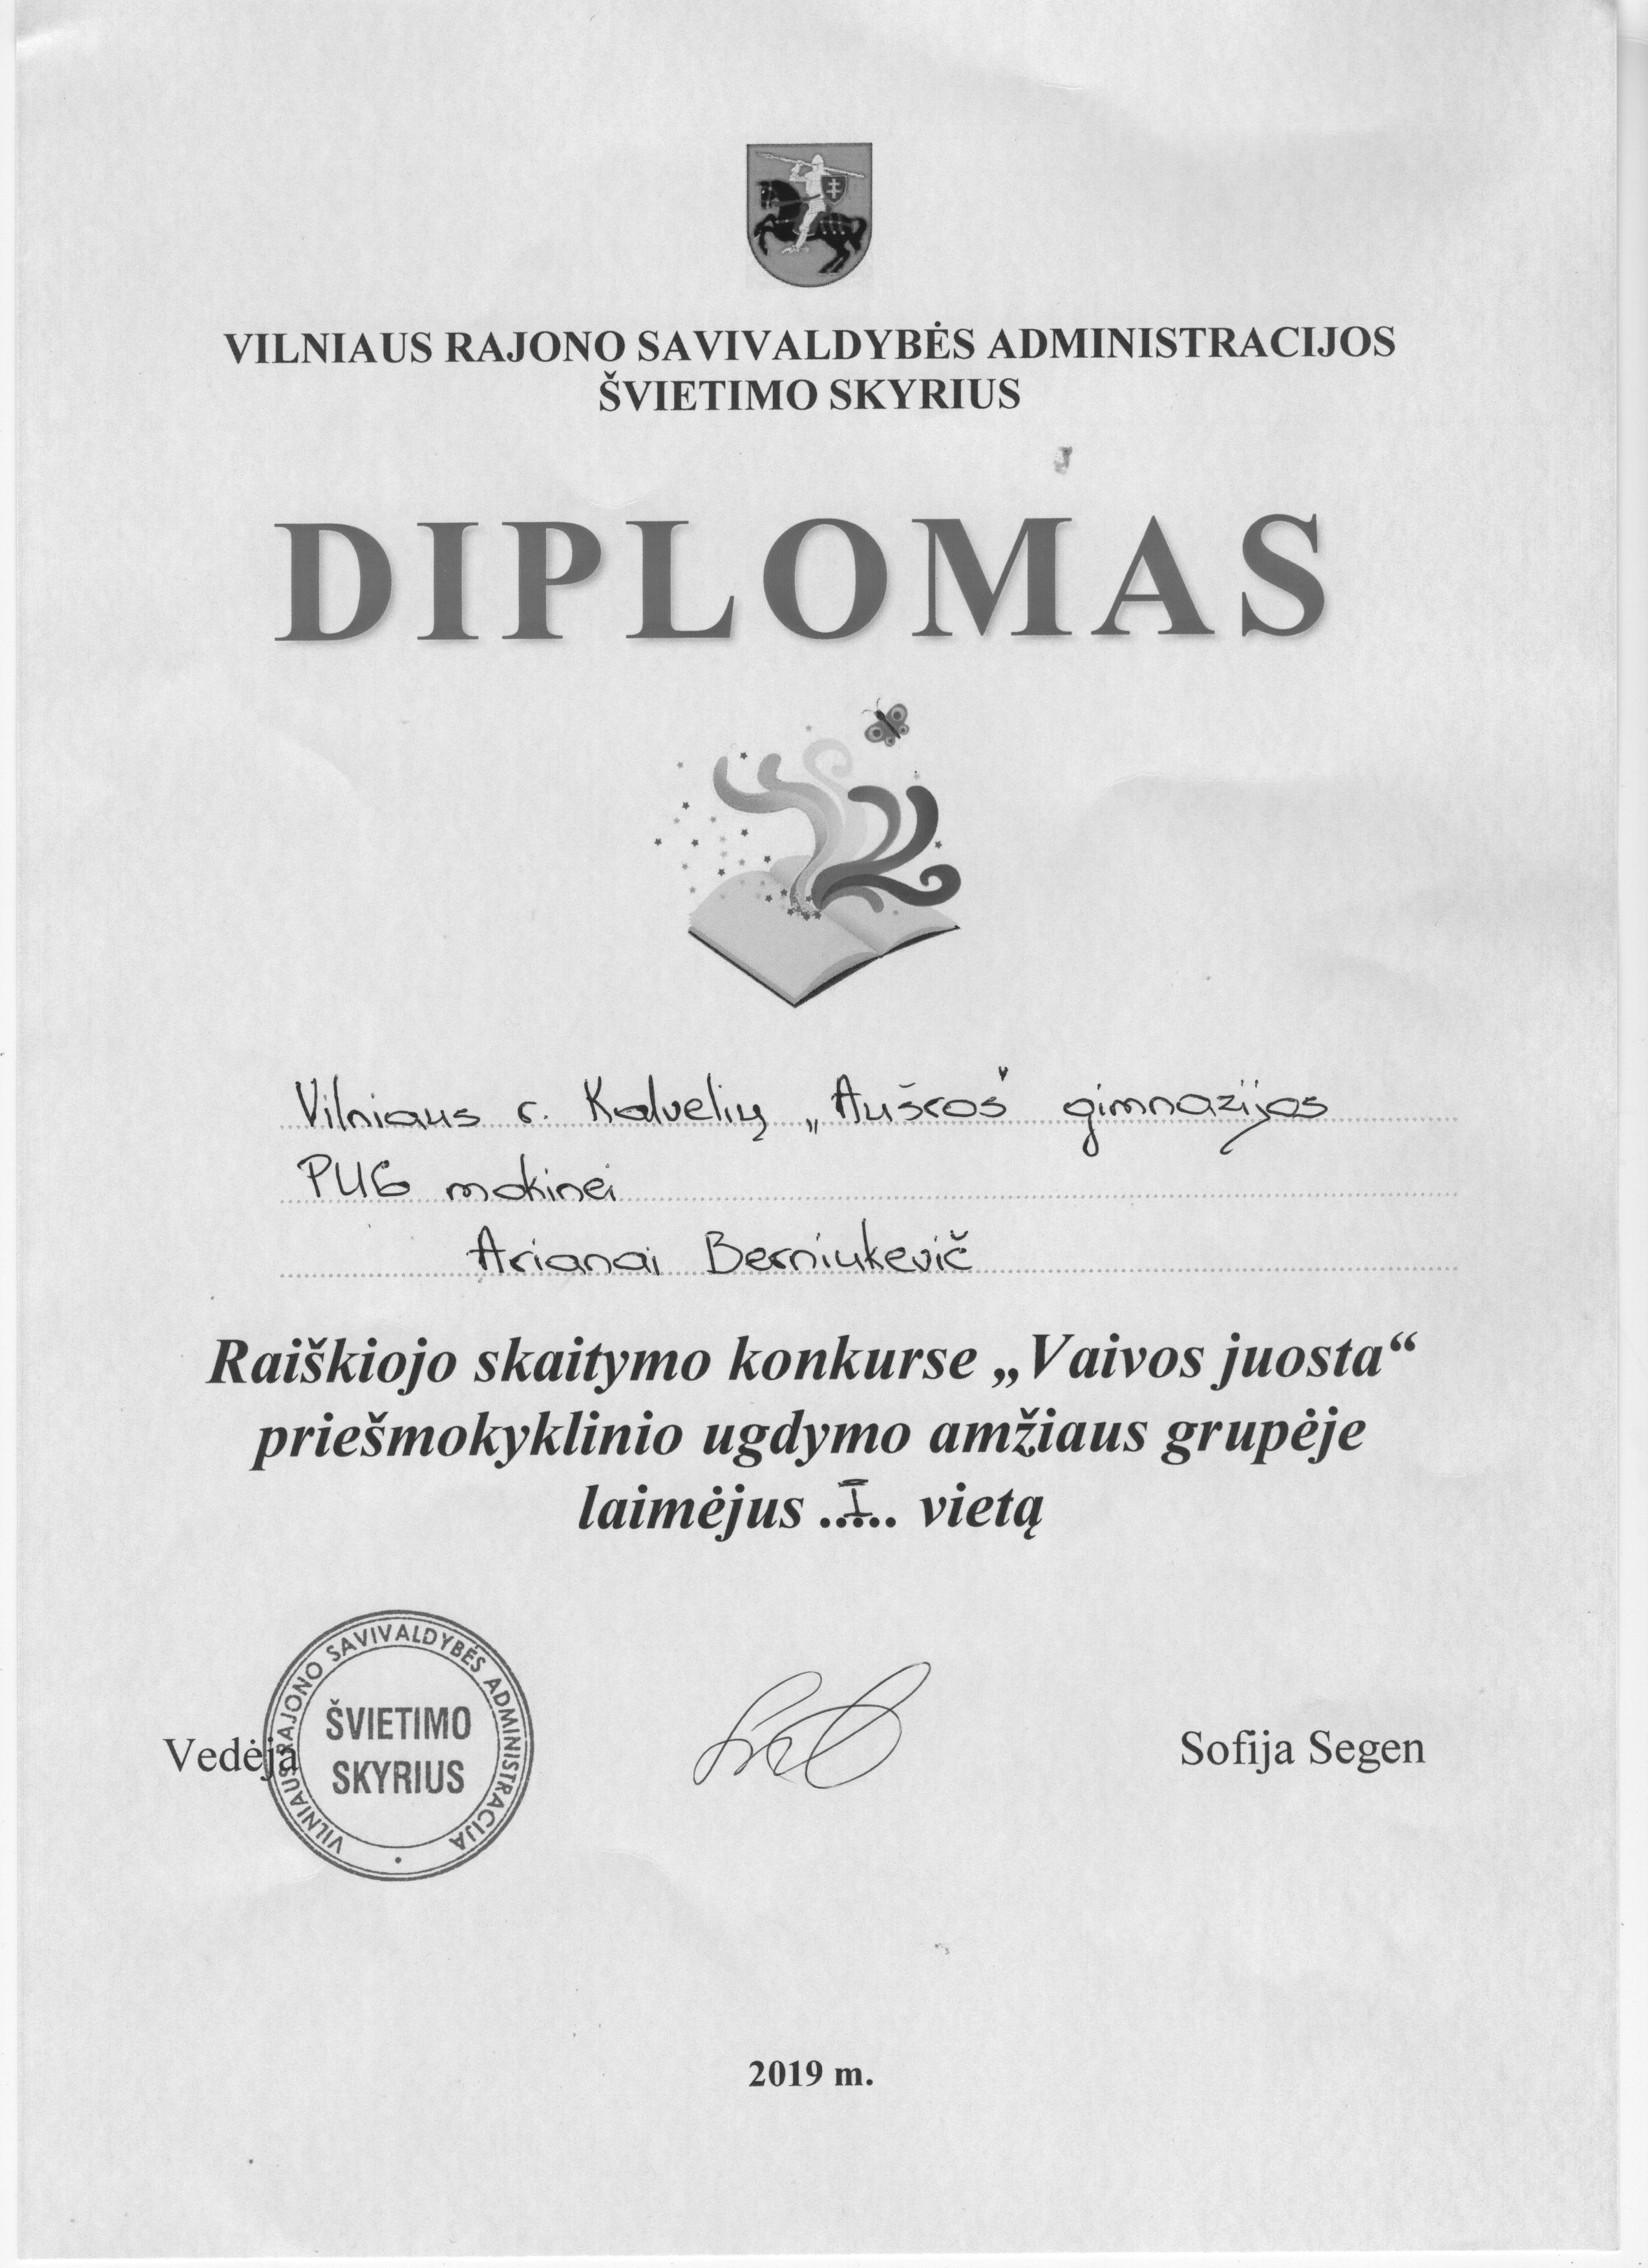 VILNIAUS RAJONO SAVIVALDYBĖS ADMINISTRACIJOS
ŠVIETIMO SKYRIUS
DIPLOMAS
Vilniaus r. Kalvelių „Aušros" gimnazijos
PUG mokinei
Arianai Berniukevič
Raiškiojo skaitymo konkurse „Vaivos juosta“
priešmokyklinio ugdymo amžiaus grupėje
laimėjus ..I.. vietą
Vedėja
VILNIAUS RAJONO SAVIVALDYBĖS ADMINISTRACIJA
ŠVIETIMO
SKYRIUS
Sofija Segen
2019 m.